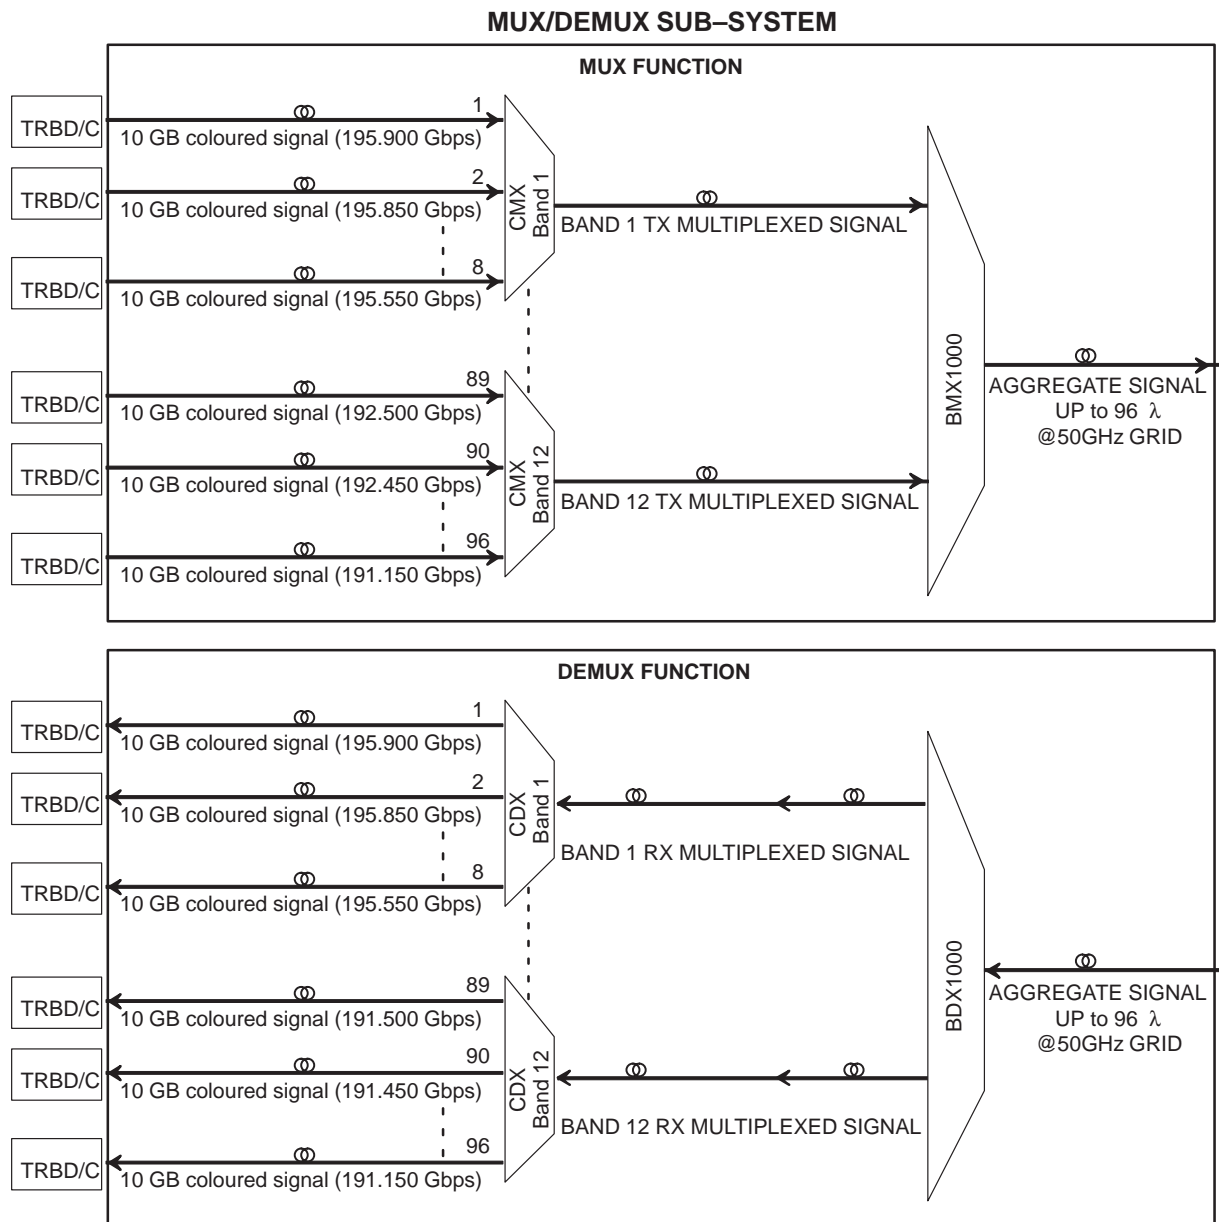 MUX/DEMUX SUB–SYSTEM
MUX FUNCTION
TRBD/C
1
10 GB coloured signal (195.900 Gbps)
TRBD/C
2
10 GB coloured signal (195.850 Gbps)
TRBD/C
8
10 GB coloured signal (195.550 Gbps)
CMX
Band 1
BAND 1 TX MULTIPLEXED SIGNAL
TRBD/C
89
10 GB coloured signal (192.500 Gbps)
TRBD/C
90
10 GB coloured signal (192.450 Gbps)
TRBD/C
96
10 GB coloured signal (191.150 Gbps)
CMX
Band 12
BAND 12 TX MULTIPLEXED SIGNAL
BMX1000
AGGREGATE SIGNAL
UP to 96 λ
@50GHz GRID
DEMUX FUNCTION
TRBD/C
1
10 GB coloured signal (195.900 Gbps)
TRBD/C
2
10 GB coloured signal (195.850 Gbps)
TRBD/C
8
10 GB coloured signal (195.550 Gbps)
CDX
Band 1
BAND 1 RX MULTIPLEXED SIGNAL
TRBD/C
89
10 GB coloured signal (191.500 Gbps)
TRBD/C
90
10 GB coloured signal (191.450 Gbps)
TRBD/C
96
10 GB coloured signal (191.150 Gbps)
CDX
Band 12
BAND 12 RX MULTIPLEXED SIGNAL
BDX1000
AGGREGATE SIGNAL
UP to 96 λ
@50GHz GRID